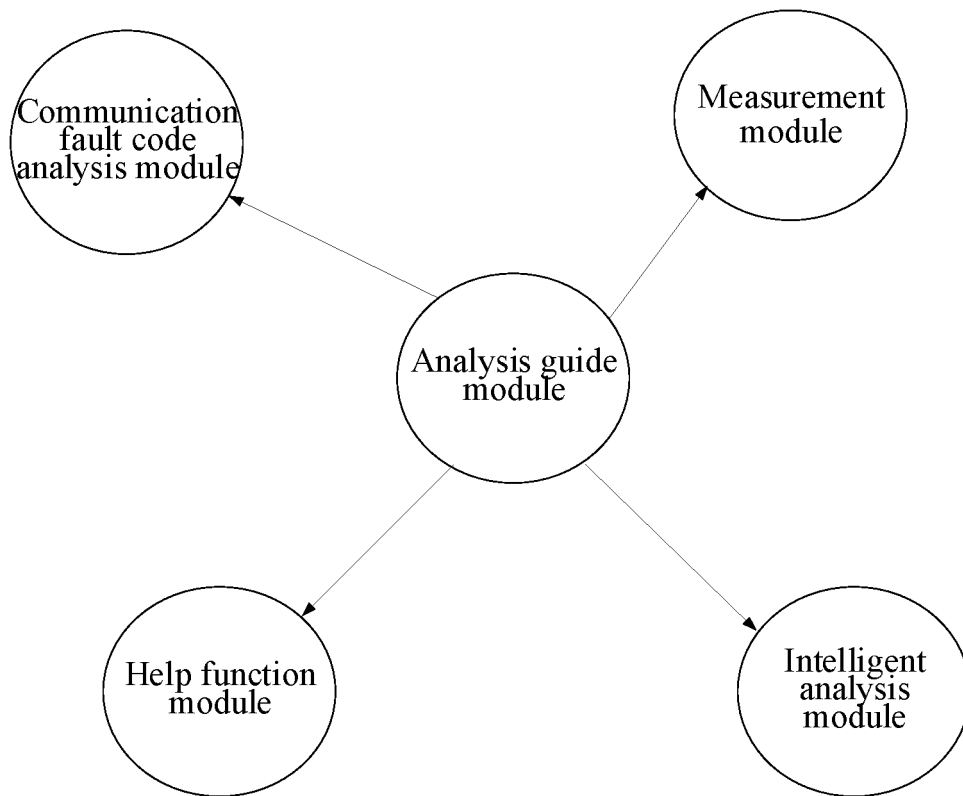 Communication
fault code
analysis module
Measurement
module
Analysis guide
module
Help function
module
Intelligent
analysis
module